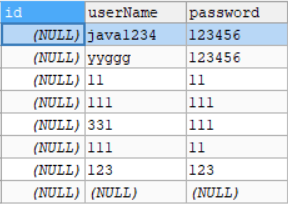 id userName password
(NULL) java1234 123456
(NULL) yyggg 123456
(NULL) 11 11
(NULL) 111 111
(NULL) 331 111
(NULL) 111 11
(NULL) 123 123
(NULL) (NULL) (NULL)